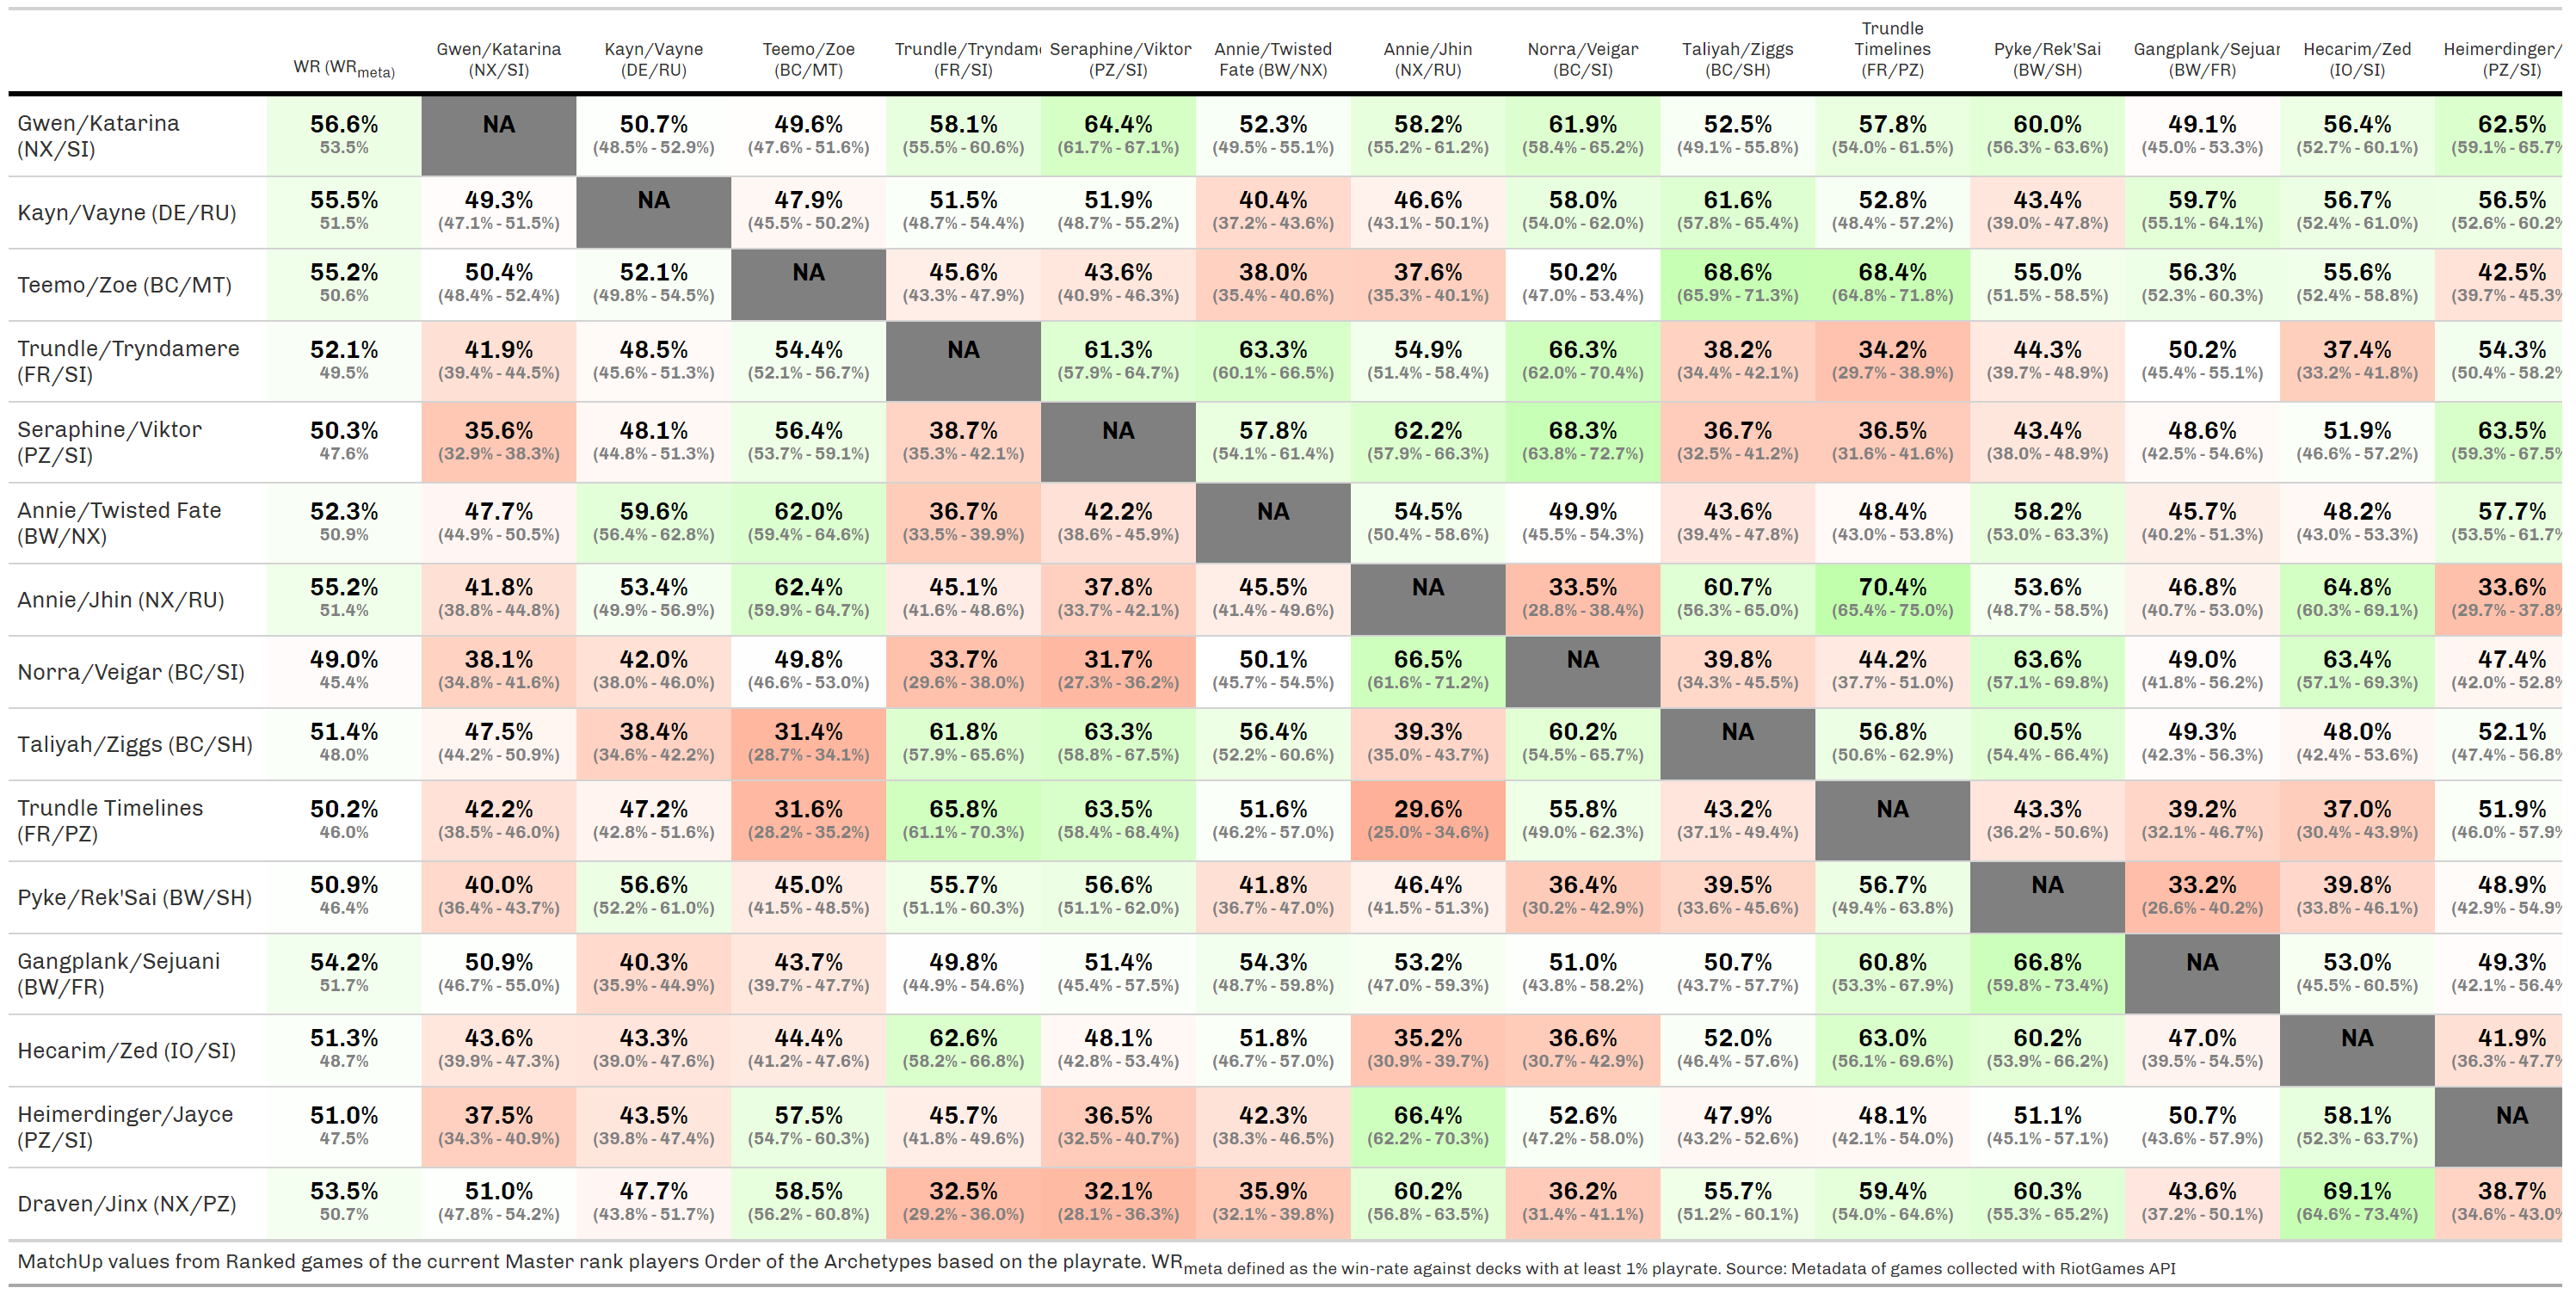 WR (WRmeta) Gwen/Katarina (NX/SI) Kayn/Vayne (DE/RU) Teemo/Zoe (BC/MT) Trundle/Tryndam (FR/SI) Seraphine/Viktor (PZ/SI) Annie/Twisted Fate (BW/NX) Annie/Jhin (NX/RU) Norra/Veigar (BC/SI) Taliyah/Ziggs (BC/SH) Trundle Timelines (FR/PZ) Pyke/Rek'Sai (BW/SH) Gangplank/Sejuar (BW/FR) Hecarim/Zed (IO/SI) Heimerdinger/ (PZ/SI)
Gwen/Katarina 56.6% NA 50.7% 49.6% 58.1% 64.4% 52.3% 58.2% 61.9% 52.5% 57.8% 60.0% 49.1% 56.4% 62.5%
(NX/SI) 53.5% (48.5% - 52.9%) (47.6% - 51.6%) (55.5% - 60.6%) (61.7% - 67.1%) (49.5% - 55.1%) (55.2% - 61.2%) (58.4% - 65.2%) (49.1% - 55.8%) (54.0% - 61.5%) (56.3% - 63.6%) (45.0% - 53.3%) (52.7% - 60.1%) (59.1% - 65.7%
Kayn/Vayne (DE/RU) 55.5% 49.3% NA 47.9% 51.5% 51.9% 40.4% 46.6% 58.0% 61.6% 52.8% 43.4% 59.7% 56.7% 56.5%
51.5% (47.1% - 51.5%) (45.5% - 50.2%) (48.7% - 54.4%) (48.7% - 55.2%) (37.2% - 43.6%) (43.1% - 50.1%) (54.0% - 62.0%) (57.8% - 65.4%) (48.4% - 57.2%) (39.0% - 47.8%) (55.1% - 64.1%) (52.4% - 61.0%) (52.6% - 60.2%
Teemo/Zoe (BC/MT) 55.2% 50.4% 52.1% NA 45.6% 43.6% 38.0% 37.6% 50.2% 68.6% 68.4% 55.0% 56.3% 55.6% 42.5%
50.6% (48.4% - 52.4%) (49.8% - 54.5%) (43.3% - 47.9%) (40.9% - 46.3%) (35.4% - 40.6%) (35.3% - 40.1%) (47.0% - 53.4%) (65.9% - 71.3%) (64.8% - 71.8%) (51.5% - 58.5%) (52.3% - 60.3%) (52.4% - 58.8%) (39.7% - 45.3%
Trundle/Tryndamere 52.1% 41.9% 48.5% 54.4% NA 61.3% 63.3% 54.9% 66.3% 38.2% 34.2% 44.3% 50.2% 37.4% 54.3%
(FR/SI) 49.5% (39.4% - 44.5%) (45.6% - 51.3%) (52.1% - 56.7%) (57.9% - 64.7%) (60.1% - 66.5%) (51.4% - 58.4%) (62.0% - 70.4%) (34.4% - 42.1%) (29.7% - 38.9%) (39.7% - 48.9%) (45.4% - 55.1%) (33.2% - 41.8%) (50.4% - 58.2%
Seraphine/Viktor 50.3% 35.6% 48.1% 56.4% 38.7% NA 57.8% 62.2% 68.3% 36.7% 36.5% 43.4% 48.6% 51.9% 63.5%
(PZ/SI) 47.6% (32.9% - 38.3%) (44.8% - 51.3%) (53.7% - 59.1%) (35.3% - 42.1%) (54.1% - 61.4%) (57.9% - 66.3%) (63.8% - 72.7%) (32.5% - 41.2%) (31.6% - 41.6%) (38.0% - 48.9%) (42.5% - 54.6%) (46.6% - 57.2%) (59.3% - 67.5%
Annie/Twisted Fate 52.3% 47.7% 59.6% 62.0% 36.7% 42.2% NA 54.5% 49.9% 43.6% 48.4% 58.2% 45.7% 48.2% 57.7%
(BW/NX) 50.9% (44.9% - 50.5%) (56.4% - 62.8%) (59.4% - 64.6%) (33.5% - 39.9%) (38.6% - 45.9%) (50.4% - 58.6%) (45.5% - 54.3%) (39.4% - 47.8%) (43.0% - 53.8%) (53.0% - 63.3%) (40.2% - 51.3%) (43.0% - 53.3%) (53.5% - 61.7%
Annie/Jhin (NX/RU) 55.2% 41.8% 53.4% 62.4% 45.1% 37.8% 45.5% NA 33.5% 60.7% 70.4% 53.6% 46.8% 64.8% 33.6%
51.4% (38.8% - 44.8%) (49.9% - 56.9%) (59.9% - 64.7%) (41.6% - 48.6%) (33.7% - 42.1%) (41.4% - 49.6%) (28.8% - 38.4%) (56.3% - 65.0%) (65.4% - 75.0%) (48.7% - 58.5%) (40.7% - 53.0%) (60.3% - 69.1%) (29.7% - 37.8%
Norra/Veigar (BC/SI) 49.0% 38.1% 42.0% 49.8% 33.7% 31.7% 50.1% 66.5% NA 39.8% 44.2% 63.6% 49.0% 63.4% 47.4%
45.4% (34.8% - 41.6%) (38.0% - 46.0%) (46.6% - 53.0%) (29.6% - 38.0%) (27.3% - 36.2%) (45.7% - 54.5%) (61.6% - 71.2%) (34.3% - 45.5%) (37.7% - 51.0%) (57.1% - 69.8%) (41.8% - 56.2%) (57.1% - 69.3%) (42.0% - 52.8%
Taliyah/Ziggs (BC/SH) 51.4% 47.5% 38.4% 31.4% 61.8% 63.3% 56.4% 39.3% 60.2% NA 56.8% 60.5% 49.3% 48.0% 52.1%
48.0% (44.2% - 50.9%) (34.6% - 42.2%) (28.7% - 34.1%) (57.9% - 65.6%) (58.8% - 67.5%) (52.2% - 60.6%) (35.0% - 43.7%) (54.5% - 65.7%) (50.6% - 62.9%) (54.4% - 66.4%) (42.3% - 56.3%) (42.4% - 53.6%) (47.4% - 56.8%
Trundle Timelines 50.2% 42.2% 47.2% 31.6% 65.8% 63.5% 51.6% 29.6% 55.8% 43.2% NA 43.3% 39.2% 37.0% 51.9%
(FR/PZ) 46.0% (38.5% - 46.0%) (42.8% - 51.6%) (28.2% - 35.2%) (61.1% - 70.3%) (58.4% - 68.4%) (46.2% - 57.0%) (25.0% - 34.6%) (49.0% - 62.3%) (37.1% - 49.4%) (36.2% - 50.6%) (32.1% - 46.7%) (30.4% - 43.9%) (46.0% - 57.9%
Pyke/Rek'Sai (BW/SH) 50.9% 40.0% 56.6% 45.0% 55.7% 56.6% 41.8% 46.4% 36.4% 39.5% 56.7% NA 33.2% 39.8% 48.9%
46.4% (36.4% - 43.7%) (52.2% - 61.0%) (41.5% - 48.5%) (51.1% - 60.3%) (51.1% - 62.0%) (36.7% - 47.0%) (41.5% - 51.3%) (30.2% - 42.9%) (33.6% - 45.6%) (49.4% - 63.8%) (26.6% - 40.2%) (33.8% - 46.1%) (42.9% - 54.9%
Gangplank/Sejuani 54.2% 50.9% 40.3% 43.7% 49.8% 51.4% 54.3% 53.2% 51.0% 50.7% 60.8% 66.8% NA 53.0% 49.3%
(BW/FR) 51.7% (46.7% - 55.0%) (35.9% - 44.9%) (39.7% - 47.7%) (44.9% - 54.6%) (45.4% - 57.5%) (48.7% - 59.8%) (47.0% - 59.3%) (43.8% - 58.2%) (43.7% - 57.7%) (53.3% - 67.9%) (59.8% - 73.4%) (45.5% - 60.5%) (42.1% - 56.4%
Hecarim/Zed (IO/SI) 51.3% 43.6% 43.3% 44.4% 62.6% 48.1% 51.8% 35.2% 36.6% 52.0% 63.0% 60.2% 47.0% NA 41.9%
48.7% (39.9% - 47.3%) (39.0% - 47.6%) (41.2% - 47.6%) (58.2% - 66.8%) (42.8% - 53.4%) (46.7% - 57.0%) (30.9% - 39.7%) (30.7% - 42.9%) (46.4% - 57.6%) (56.1% - 69.6%) (53.9% - 66.2%) (39.5% - 54.5%) (36.3% - 47.7%
Heimerdinger/Jayce 51.0% 37.5% 43.5% 57.5% 45.7% 36.5% 42.3% 66.4% 52.6% 47.9% 48.1% 51.1% 50.7% 58.1% NA
(PZ/SI) 47.5% (34.3% - 40.9%) (39.8% - 47.4%) (54.7% - 60.3%) (41.8% - 49.6%) (32.5% - 40.7%) (38.3% - 46.5%) (62.2% - 70.3%) (47.2% - 58.0%) (43.2% - 52.6%) (42.1% - 54.0%) (45.1% - 57.1%) (43.6% - 57.9%) (52.3% - 63.7%)
Draven/Jinx (NX/PZ) 53.5% 51.0% 47.7% 58.5% 32.5% 32.1% 35.9% 60.2% 36.2% 55.7% 59.4% 60.3% 43.6% 69.1% 38.7%
50.7% (47.8% - 54.2%) (43.8% - 51.7%) (56.2% - 60.8%) (29.2% - 36.0%) (28.1% - 36.3%) (32.1% - 39.8%) (56.8% - 63.5%) (31.4% - 41.1%) (51.2% - 60.1%) (54.0% - 64.6%) (55.3% - 65.2%) (37.2% - 50.1%) (64.6% - 73.4%) (34.6% - 43.0%
MatchUp values from Ranked games of the current Master rank players Order of the Archetypes based on the playrate. WRmeta defined as the win-rate against decks with at least 1% playrate. Source: Metadata of games collected with RiotGames API